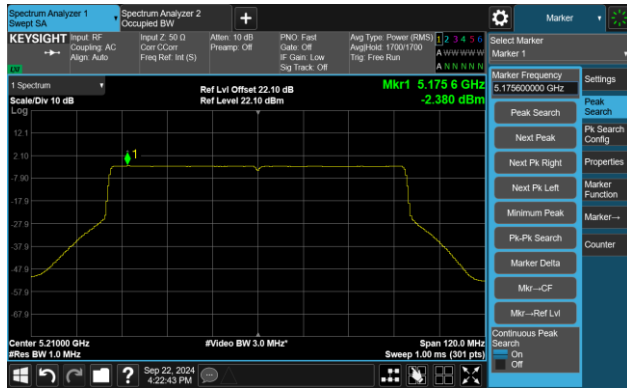 Spectrum Analyzer 1
Swept SA
Spectrum Analyzer 2
Occupied BW
Marker
KEYSIGHT
Input: RF
Coupling: AC
Align: Auto
Input Z: 50 Ω
Corr CCorr
Freq Ref: Int (S)
Atten: 10 dB
Preamp: Off
PNO: Fast
Gate: Off
IF Gain: Low
Sig Track: Off
Avg Type: Power (RMS)
Avg|Hold: 1700/1700
Trig: Free Run
1 2 3 4 5 6
A W W W W W
A N N N N N
Select Marker
Marker 1
1 Spectrum
Scale/Div 10 dB
Log
Ref Lvl Offset 22.10 dB
Ref Level 22.10 dBm
Mkr1 5.175 6 GHz
-2.380 dBm
12.1
2.10
-7.90
-17.9
-27.9
-37.9
-47.9
-57.9
-67.9
1
Center 5.21000 GHz
#Res BW 1.0 MHz
#Video BW 3.0 MHz*
Span 120.0 MHz
Sweep 1.00 ms (301 pts)
Marker Frequency
5.175600000 GHz
Peak Search
Next Peak
Next Pk Right
Next Pk Left
Minimum Peak
Pk-Pk Search
Marker Delta
Mkr→CF
Mkr→Ref Lvl
Continuous Peak
Search
On
Off
Settings
Peak
Search
Pk Search
Config
Properties
Marker
Function
Marker→
Counter
?
Sep 22, 2024
4:22:43 PM